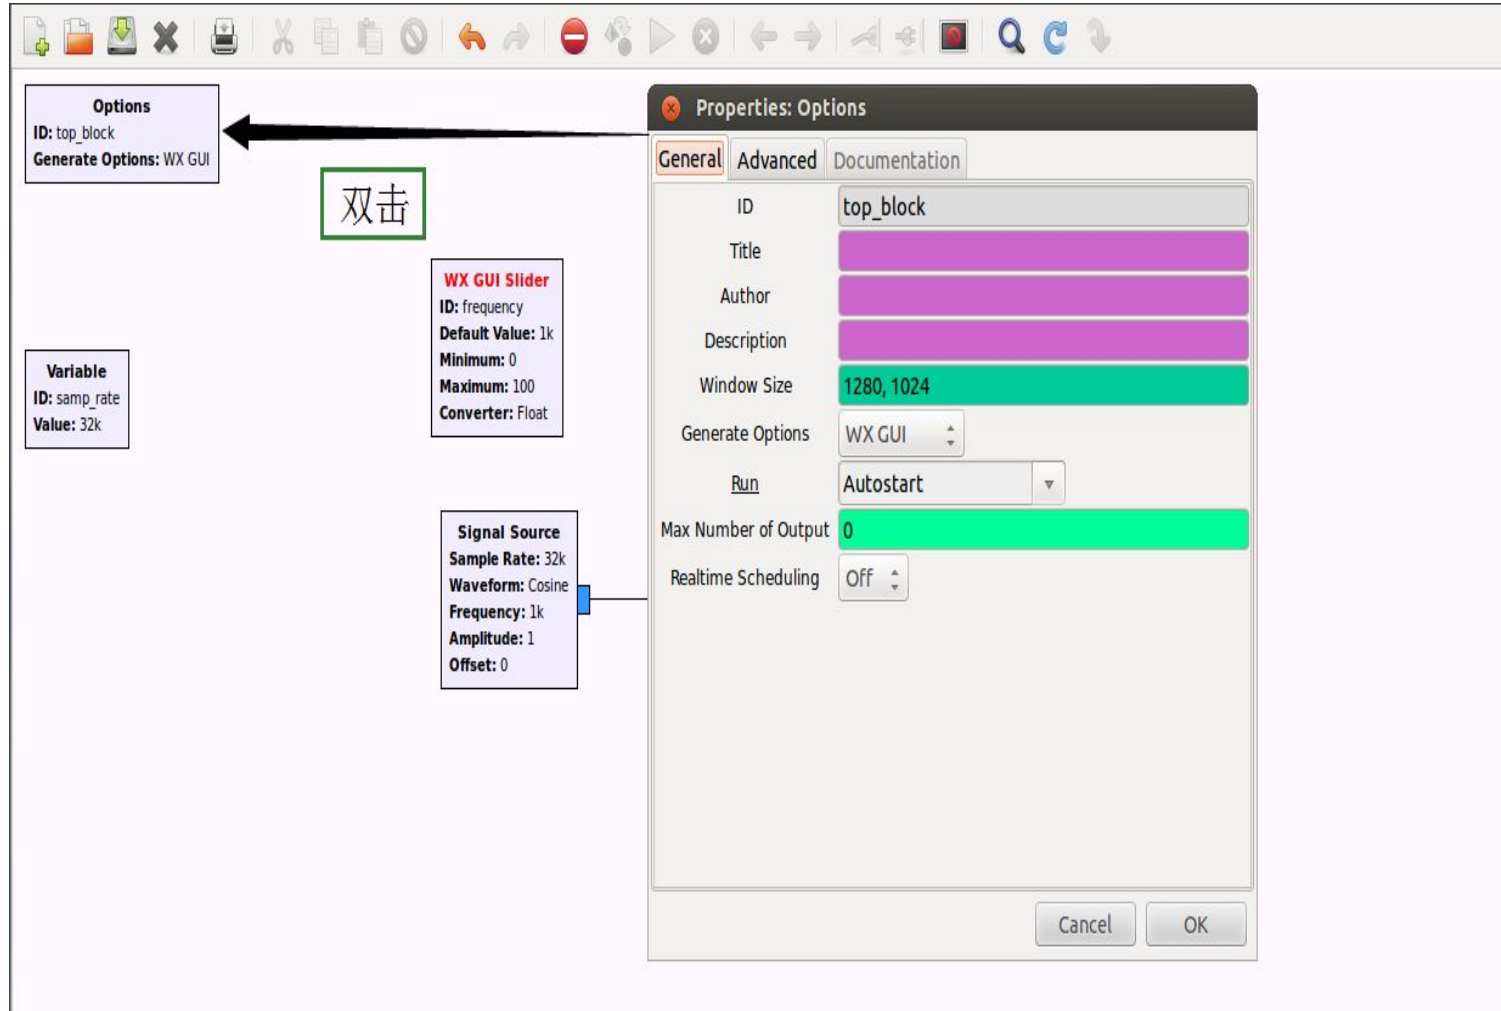 Options
ID: top_block
Generate Options: WX GUI
双击
WX GUI Slider
ID: frequency
Default Value: 1k
Minimum: 0
Maximum: 100
Converter: Float
Variable
ID: samp_rate
Value: 32k
Signal Source
Sample Rate: 32k
Waveform: Cosine
Frequency: 1k
Amplitude: 1
Offset: 0
Properties: Options
General Advanced Documentation
ID top_block
Title
Author
Description
Window Size 1280, 1024
Generate Options WX GUI
Run Autostart
Max Number of Output 0
Realtime Scheduling Off
Cancel OK